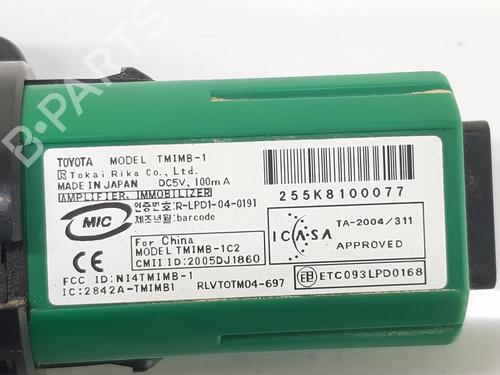 B-PARTS
TOYOTA MODEL TMIMB-1
Tokai Rika Co., Ltd.
MADE IN JAPAN DC5V, 100mA
AMPLIFIER, IMMOBILIZER
255K8100077
MIC
인증번호:R-LPD1-04-0191
제조년월:barcode
For China
MODEL TMIMB-1C2
CMII ID:2005DJ1860
CE
FCC ID:NI4TMIMB-1
IC:2842A-TMIMB1
RLVTOTM04-697
ICASA
TA-2004/311
APPROVED
ETC093LPD0168